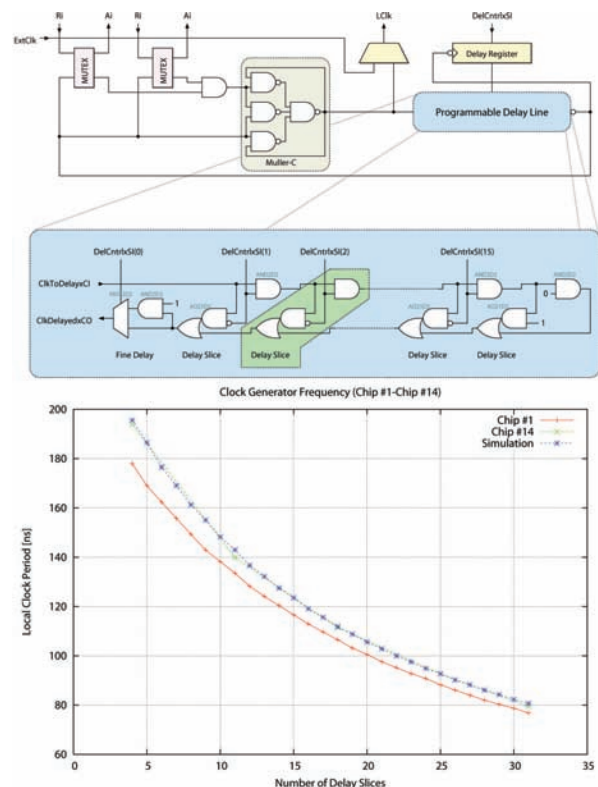 Ri Ai Ri Ai LClk DelCntrlxSI
ExtClk
MUTEX MUTEX
Delay Register
Programmable Delay Line
Muller-C
DelCntrlxSI(0) DelCntrlxSI(1) DelCntrlxSI(2) DelCntrlxSI(15)
ClkToDelayxCI
0
1
1
ClkDelayedxCO
Fine Delay Delay Slice Delay Slice Delay Slice Delay Slice
Clock Generator Frequency (Chip #1-Chip #14)
200
Chip #1
Chip #14
Simulation
180
160
140
120
100
80
60
Local Clock Period [ns]
0 5 10 15 20 25 30 35
Number of Delay Slices